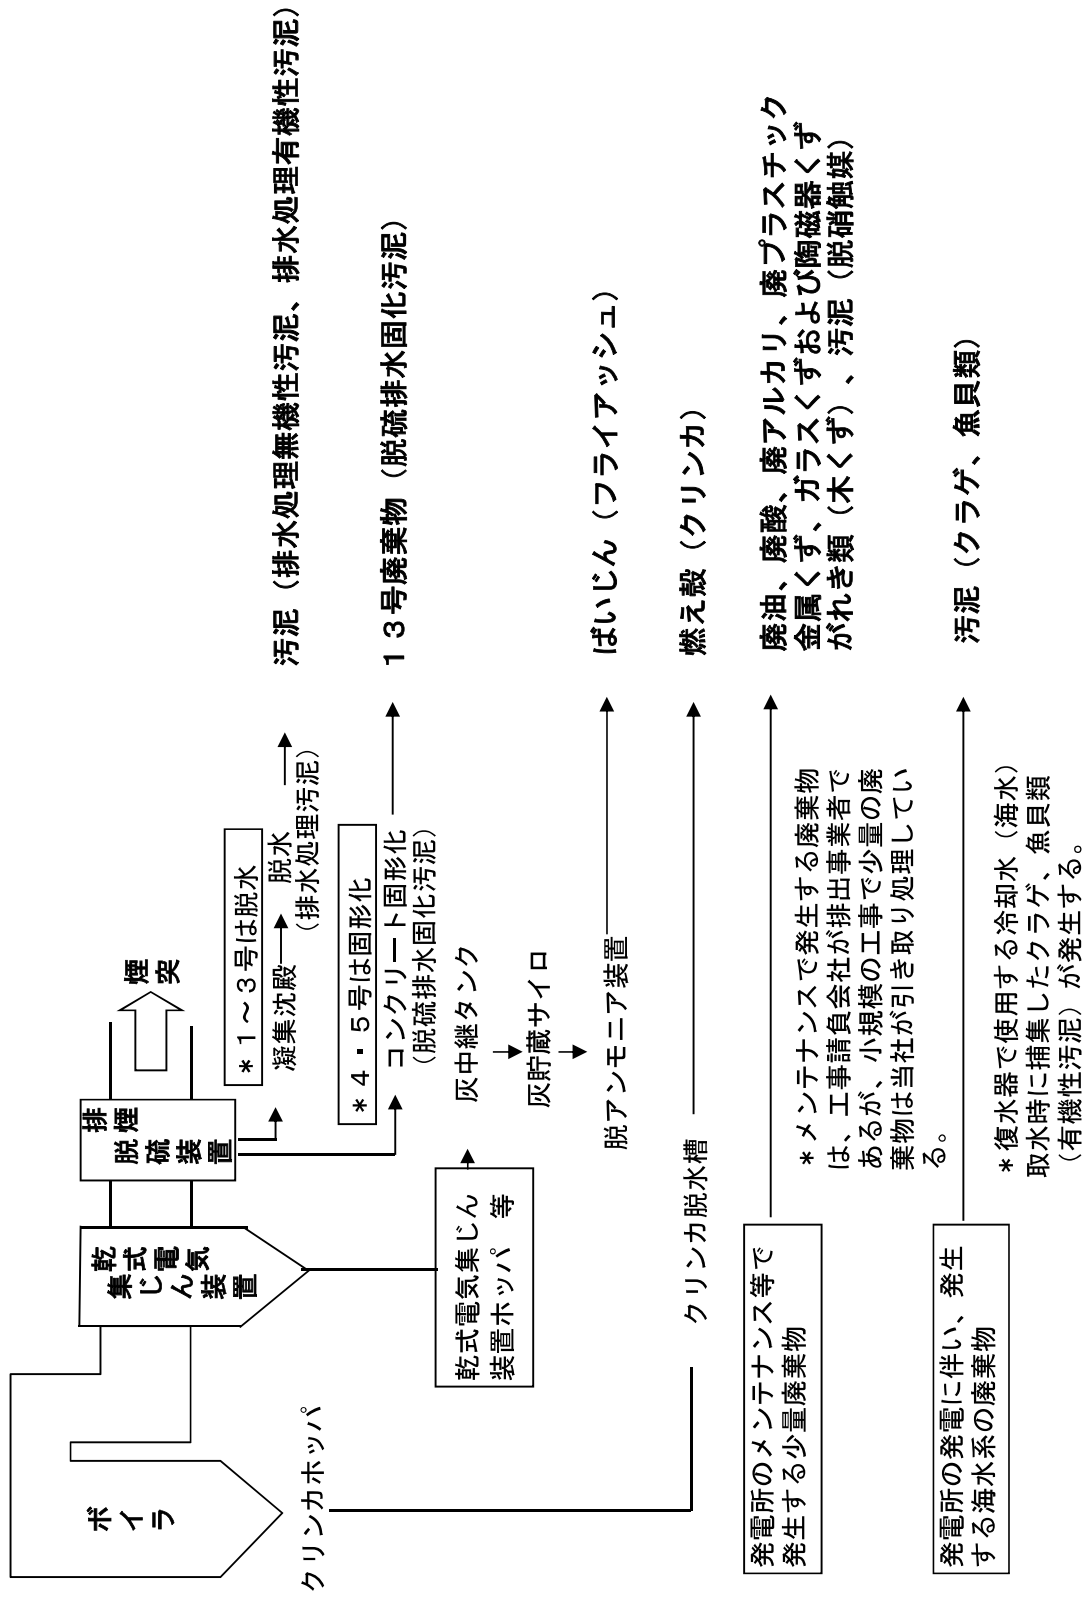 ボイラ
乾式電気
集じん装置
排煙
脱硫装置
煙突
*1~3号は脱水
凝集沈殿
脱水
(排水処理汚泥)
汚泥(排水処理無機性汚泥、排水処理有機性汚泥)
*4・5号は固形化
コンクリート固形化
(脱硫排水固化汚泥)
13号廃棄物(脱硫排水固化汚泥)
クリンカホッパ
乾式電気集じん
装置ホッパ 等
灰中継タンク
灰貯蔵サイロ
脱アンモニア装置
ばいじん(フライアッシュ)
クリンカ脱水槽
燃え殻(クリンカ)
発電所のメンテナンス等で
発生する少量廃棄物
廃油、廃酸、廃アルカリ、廃プラスチック
金属くず、ガラスくずおよび陶磁器くず
がれき類(木くず)、汚泥(脱硝触媒)
*メンテナンスで発生する廃棄物
は、工事請負会社が排出事業者で
あるが、小規模の工事で少量の廃
棄物は当社が引き取り処理してい
る。
発電所の発電に伴い、発生
する海水系の廃棄物
汚泥(クラゲ、魚貝類)
*復水器で使用する冷却水(海水)
取水時に捕集したクラゲ、魚貝類
(有機性汚泥)が発生する。